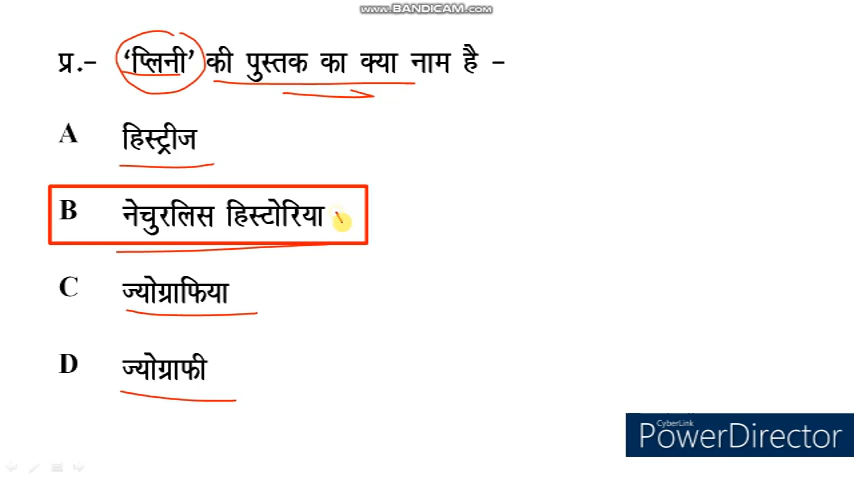 www.BANDICAM.com
प्र.- ‘प्लिनी’ की पुस्तक का क्या नाम है -
A हिस्ट्रीज
B नेचुरलिस हिस्टोरिया
C ज्योग्राफिया
D ज्योग्राफी
CyberLink
PowerDirector